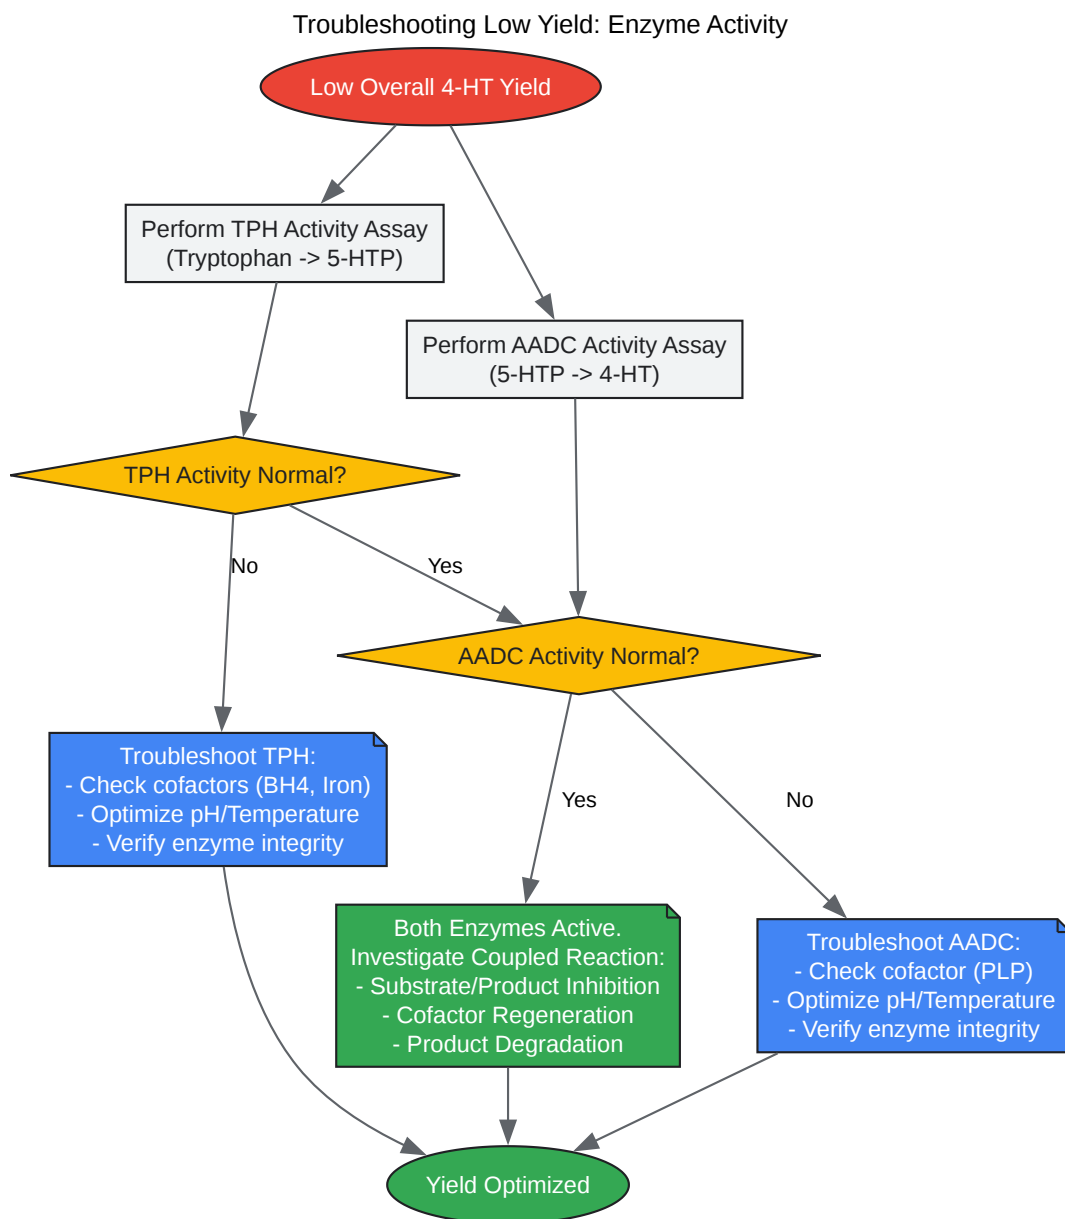 Troubleshooting Low Yield: Enzyme Activity
Low Overall 4-HT Yield
Perform TPH Activity Assay
(Tryptophan -> 5-HTP)
Perform AADC Activity Assay
(5-HTP -> 4-HT)
TPH Activity Normal?
No
Yes
AADC Activity Normal?
Troubleshoot TPH:
- Check cofactors (BH4, Iron)
- Optimize pH/Temperature
- Verify enzyme integrity
Yes
No
Both Enzymes Active.
Investigate Coupled Reaction:
- Substrate/Product Inhibition
- Cofactor Regeneration
- Product Degradation
Troubleshoot AADC:
- Check cofactor (PLP)
- Optimize pH/Temperature
- Verify enzyme integrity
Yield Optimized